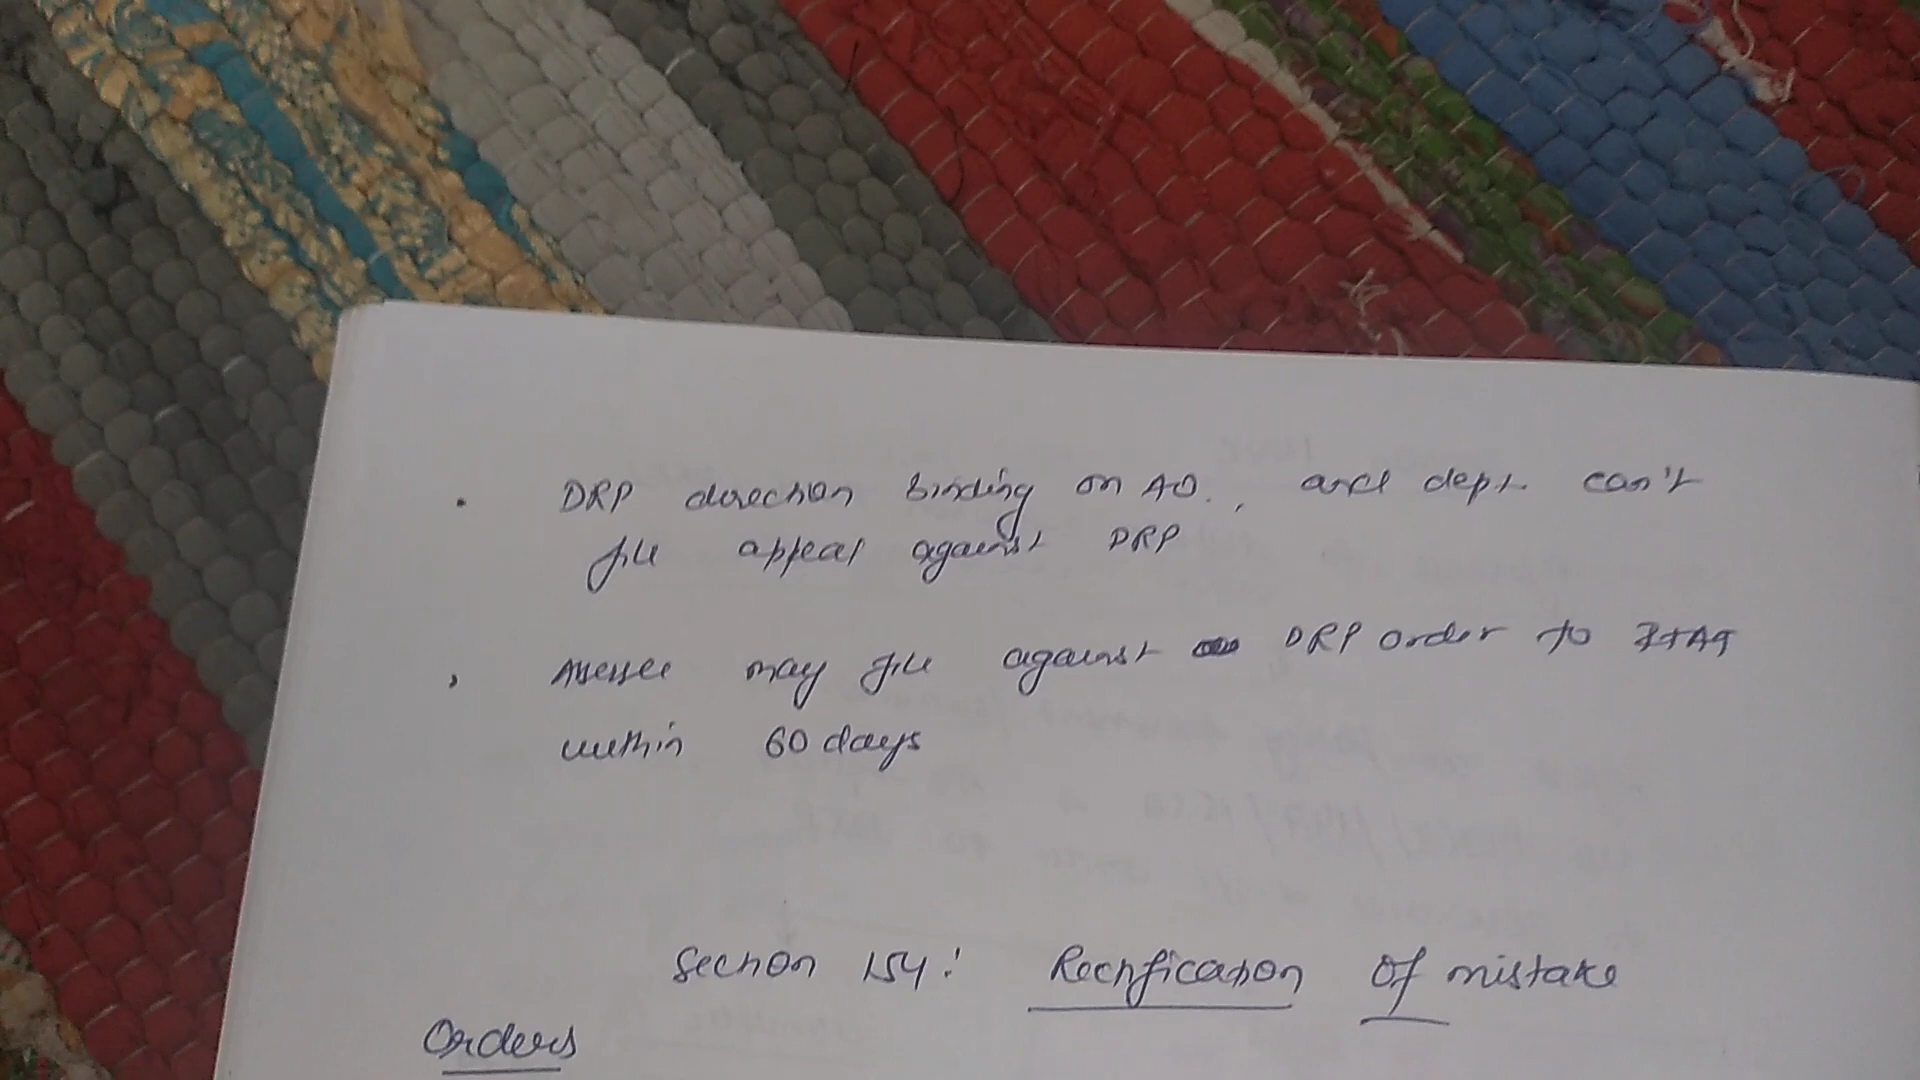 . DRP direction binding on AO., and dept. can't
file appeal against DRP
. Assessee may file against DRP order to ITAT
within 60 days
Section 154: Rectification Of mistake
Orders